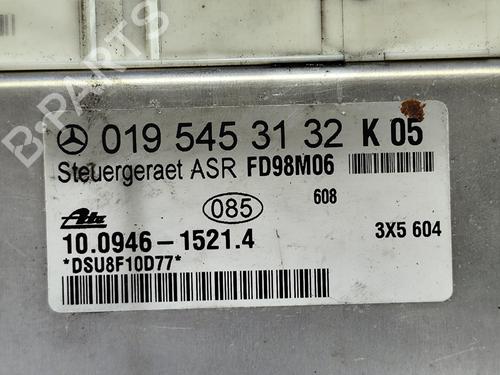 019 545 31 32 K 05
Steuergeraet ASR FD98M06
085
608
Ate
10.0946-1521.4
3X5 604
*DSU8F10D77*
B-PARTS